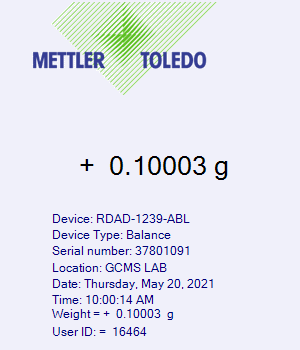 METTLER TOLEDO
+ 0.10003 g
Device: RDAD-1239-ABL
Device Type: Balance
Serial number: 37801091
Location: GCMS LAB
Date: Thursday, May 20, 2021
Time: 10:00:14 AM
Weight = + 0.10003 g
User ID: = 16464